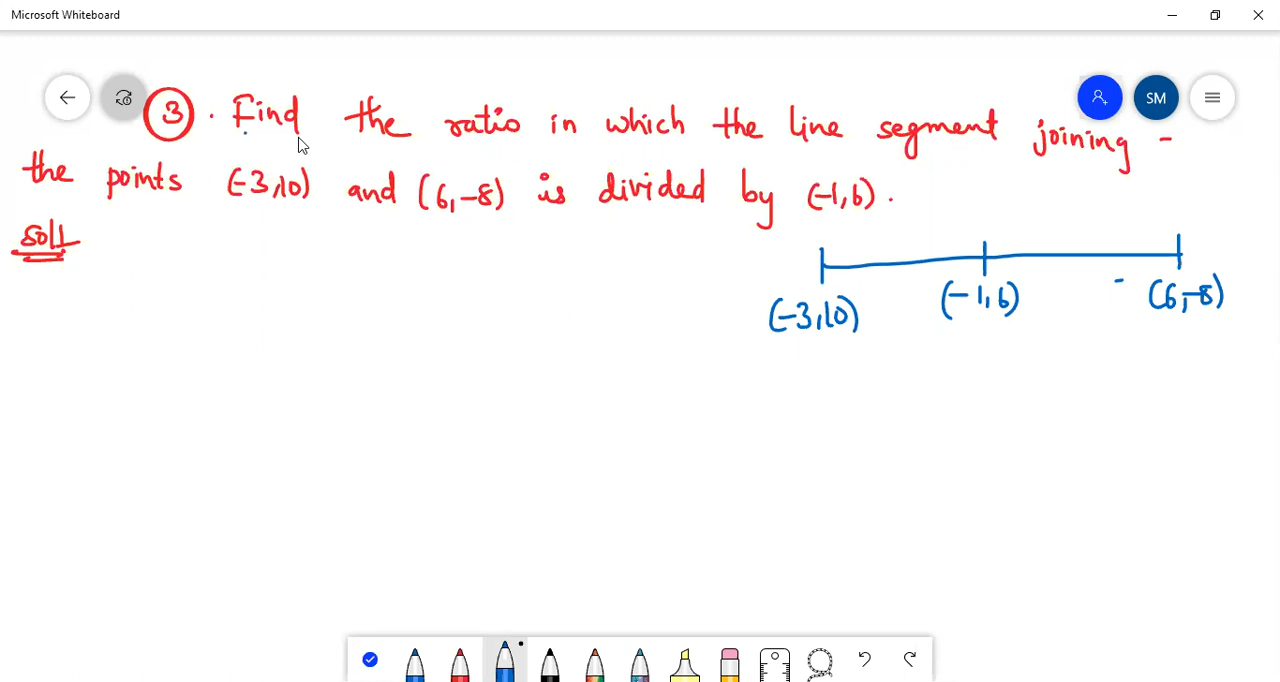 Microsoft Whiteboard
SM
3. Find the ratio in which the line segment joining -
the points (-3,10) and (6,-8) is divided by (-1,6).
Sol1
(-3,10) (-1,6) (6,-8)